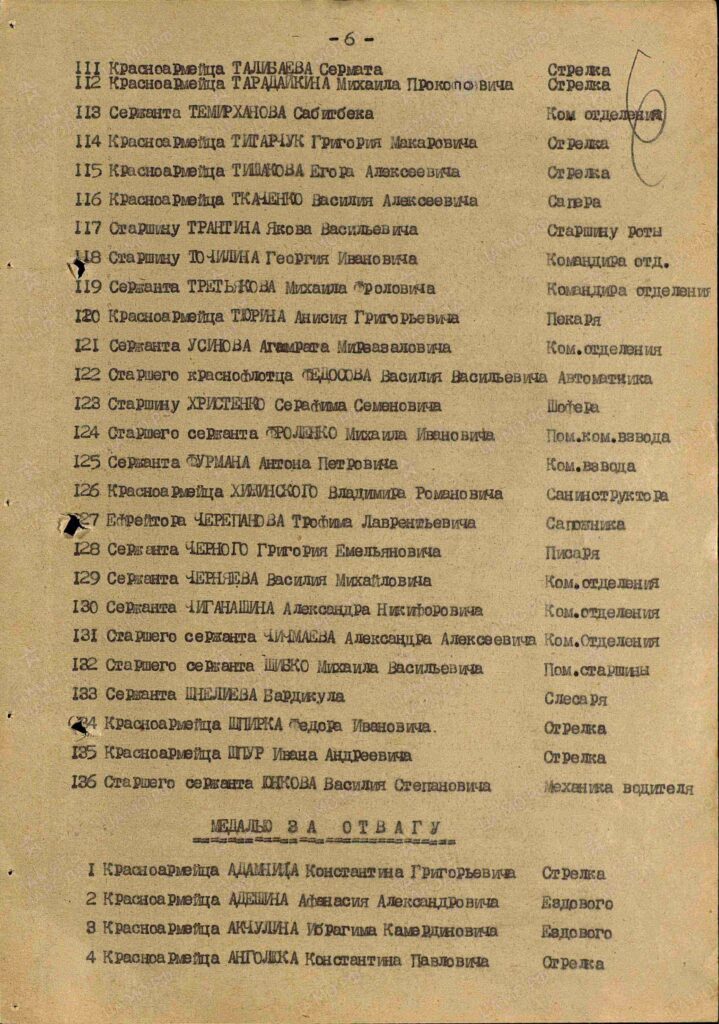 - 6 -
111 Красноармейца ТАЛИБАЕВА Сермата Стрелка
112 Красноармейца ТАРАДАЙКИНА Михаила Прокоповича Стрелка
113 Сержанта ТЕМИРХАНОВА Сабитбека Ком отделения
114 Красноармейца ТИТАРЧУК Григория Макаровича Стрелка
115 Красноармейца ТИШАКОВА Егора Алексеевича Стрелка
116 Красноармейца ТКАЧЕНКО Василия Алексеевича Сапера
117 Старшину ТРАНТИНА Якова Васильевича Старшину роты
118 Старшину ТОЧИЛИНА Георгия Ивановича Командира отд.
119 Сержанта ТРЕТЬЯКОВА Михаила Фроловича Командира отделения
120 Красноармейца ТЮРИНА Анисия Григорьевича Пекаря
121 Сержанта УСИНОВА Агамрата Мирвазаловича Ком.отделения
122 Старшего краснофлотца ФЕДОСОВА Василия Васильевича Автоматника
123 Старшину ХРИСТЕНКО Серафима Семеновича Шофера
124 Старшего сержанта ФРОЛЕНКО Михаила Ивановича Пом.ком.взвода
125 Сержанта ФУРМАНА Антона Петровича Ком.взвода
126 Красноармейца ХИЖИНСКОГО Владимира Романовича Санинструктора
127 Ефрейтора ЧЕРЕПАНОВА Трофима Лаврентьевича Сапожника
128 Сержанта ЧЕРНОГО Григория Емельяновича Писаря
129 Сержанта ЧЕРНЯЕВА Василия Михайловича Ком.отделения
130 Сержанта ЧИГАНАШИНА Александра Никифоровича Ком.отделения
131 Старшего сержанта ЧИЧМАЕВА Александра Алексеевича Ком.Отделения
132 Старшего сержанта ШИБКО Михаила Васильевича Пом.старшины
133 Сержанта ШНЕЛИЕВА Бардикула Слесаря
134 Красноармейца ШПИРКА Федора Ивановича. Стрелка
135 Красноармейца ШПУР Ивана Андреевича Стрелка
136 Старшего сержанта ЮНКОВА Василия Степановича Механика водителя
МЕДАЛЬЮ ЗА ОТВАГУ
1 Красноармейца АДАМНИЦА Константина Григорьевича Стрелка
2 Красноармейца АДЕШИНА Афанасия Александровича Ездового
3 Красноармейца АКЧУЛИНА Ибрагима Камердиновича Ездового
4 Красноармейца Константина Павловича Стрелка